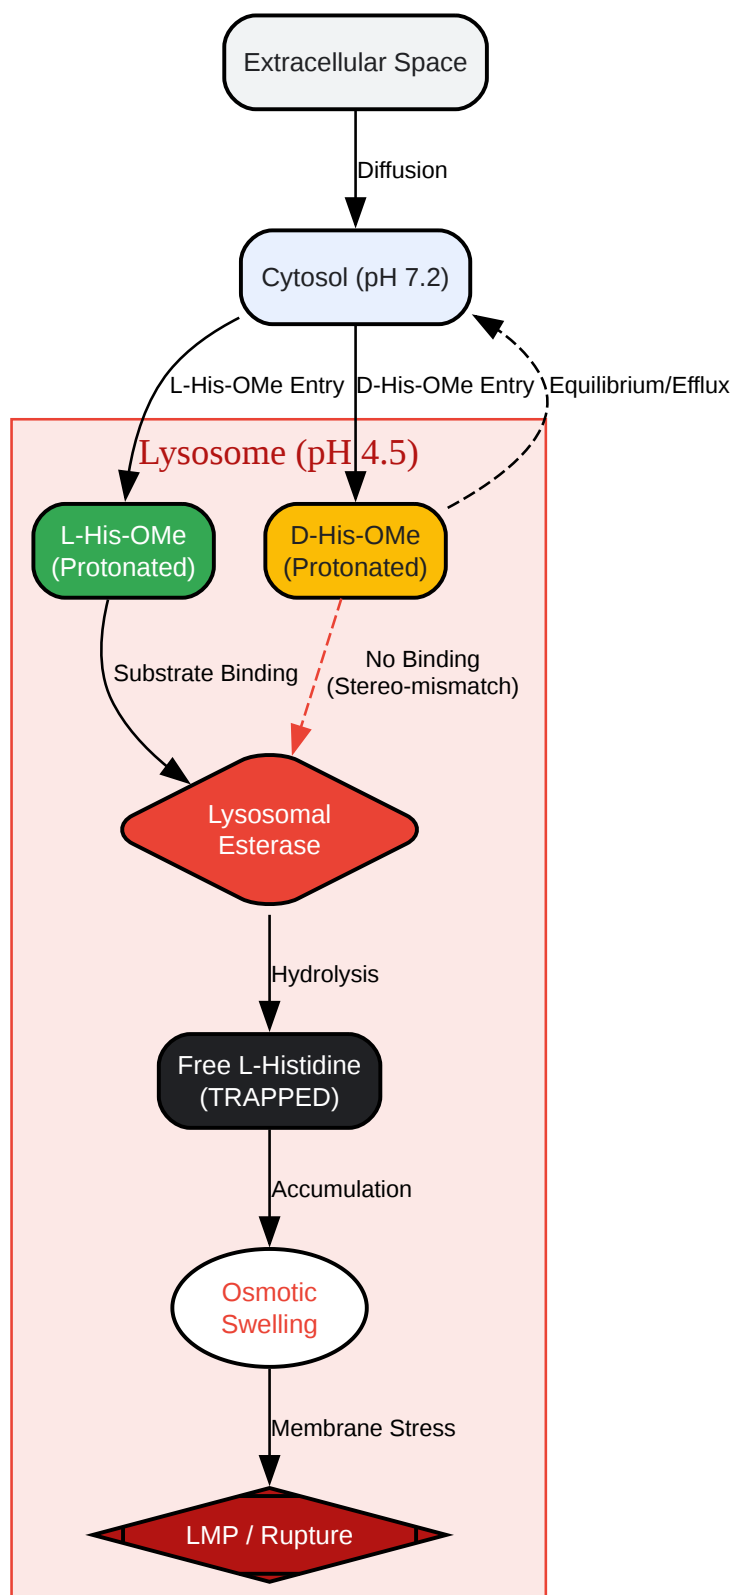 Extracellular Space
Diffusion
Cytosol (pH 7.2)
L-His-OMe Entry
D-His-OMe Entry
Equilibrium/Efflux
Lysosome (pH 4.5)
L-His-OMe
(Protonated)
D-His-OMe
(Protonated)
Substrate Binding
No Binding
(Stereo-mismatch)
Lysosomal
Esterase
Hydrolysis
Free L-Histidine
(TRAPPED)
Accumulation
Osmotic
Swelling
Membrane Stress
LMP / Rupture